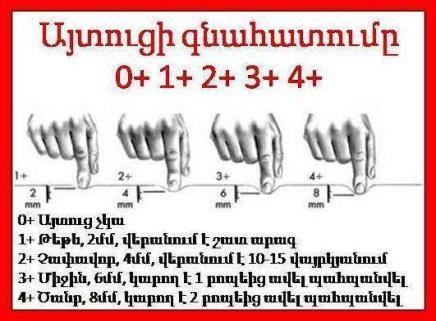 Այտուցի գնահատումը
0+ 1+ 2+ 3+ 4+
1+ 2+ 3+ 4+
2 4 6 8
mm mm mm mm
0+ Այտուց չկա
1+ Թեթև, 2մմ, վերանում է շատ արագ
2+ Չափավոր, 4մմ, վերանում է 10-15 վայրկյանում
3+ Միջին, 6մմ, կարող է 1 րոպեից ավել պահպանվել
4+ Ծանր, 8մմ, կարող է 2 րոպեից ավել պահպանվել